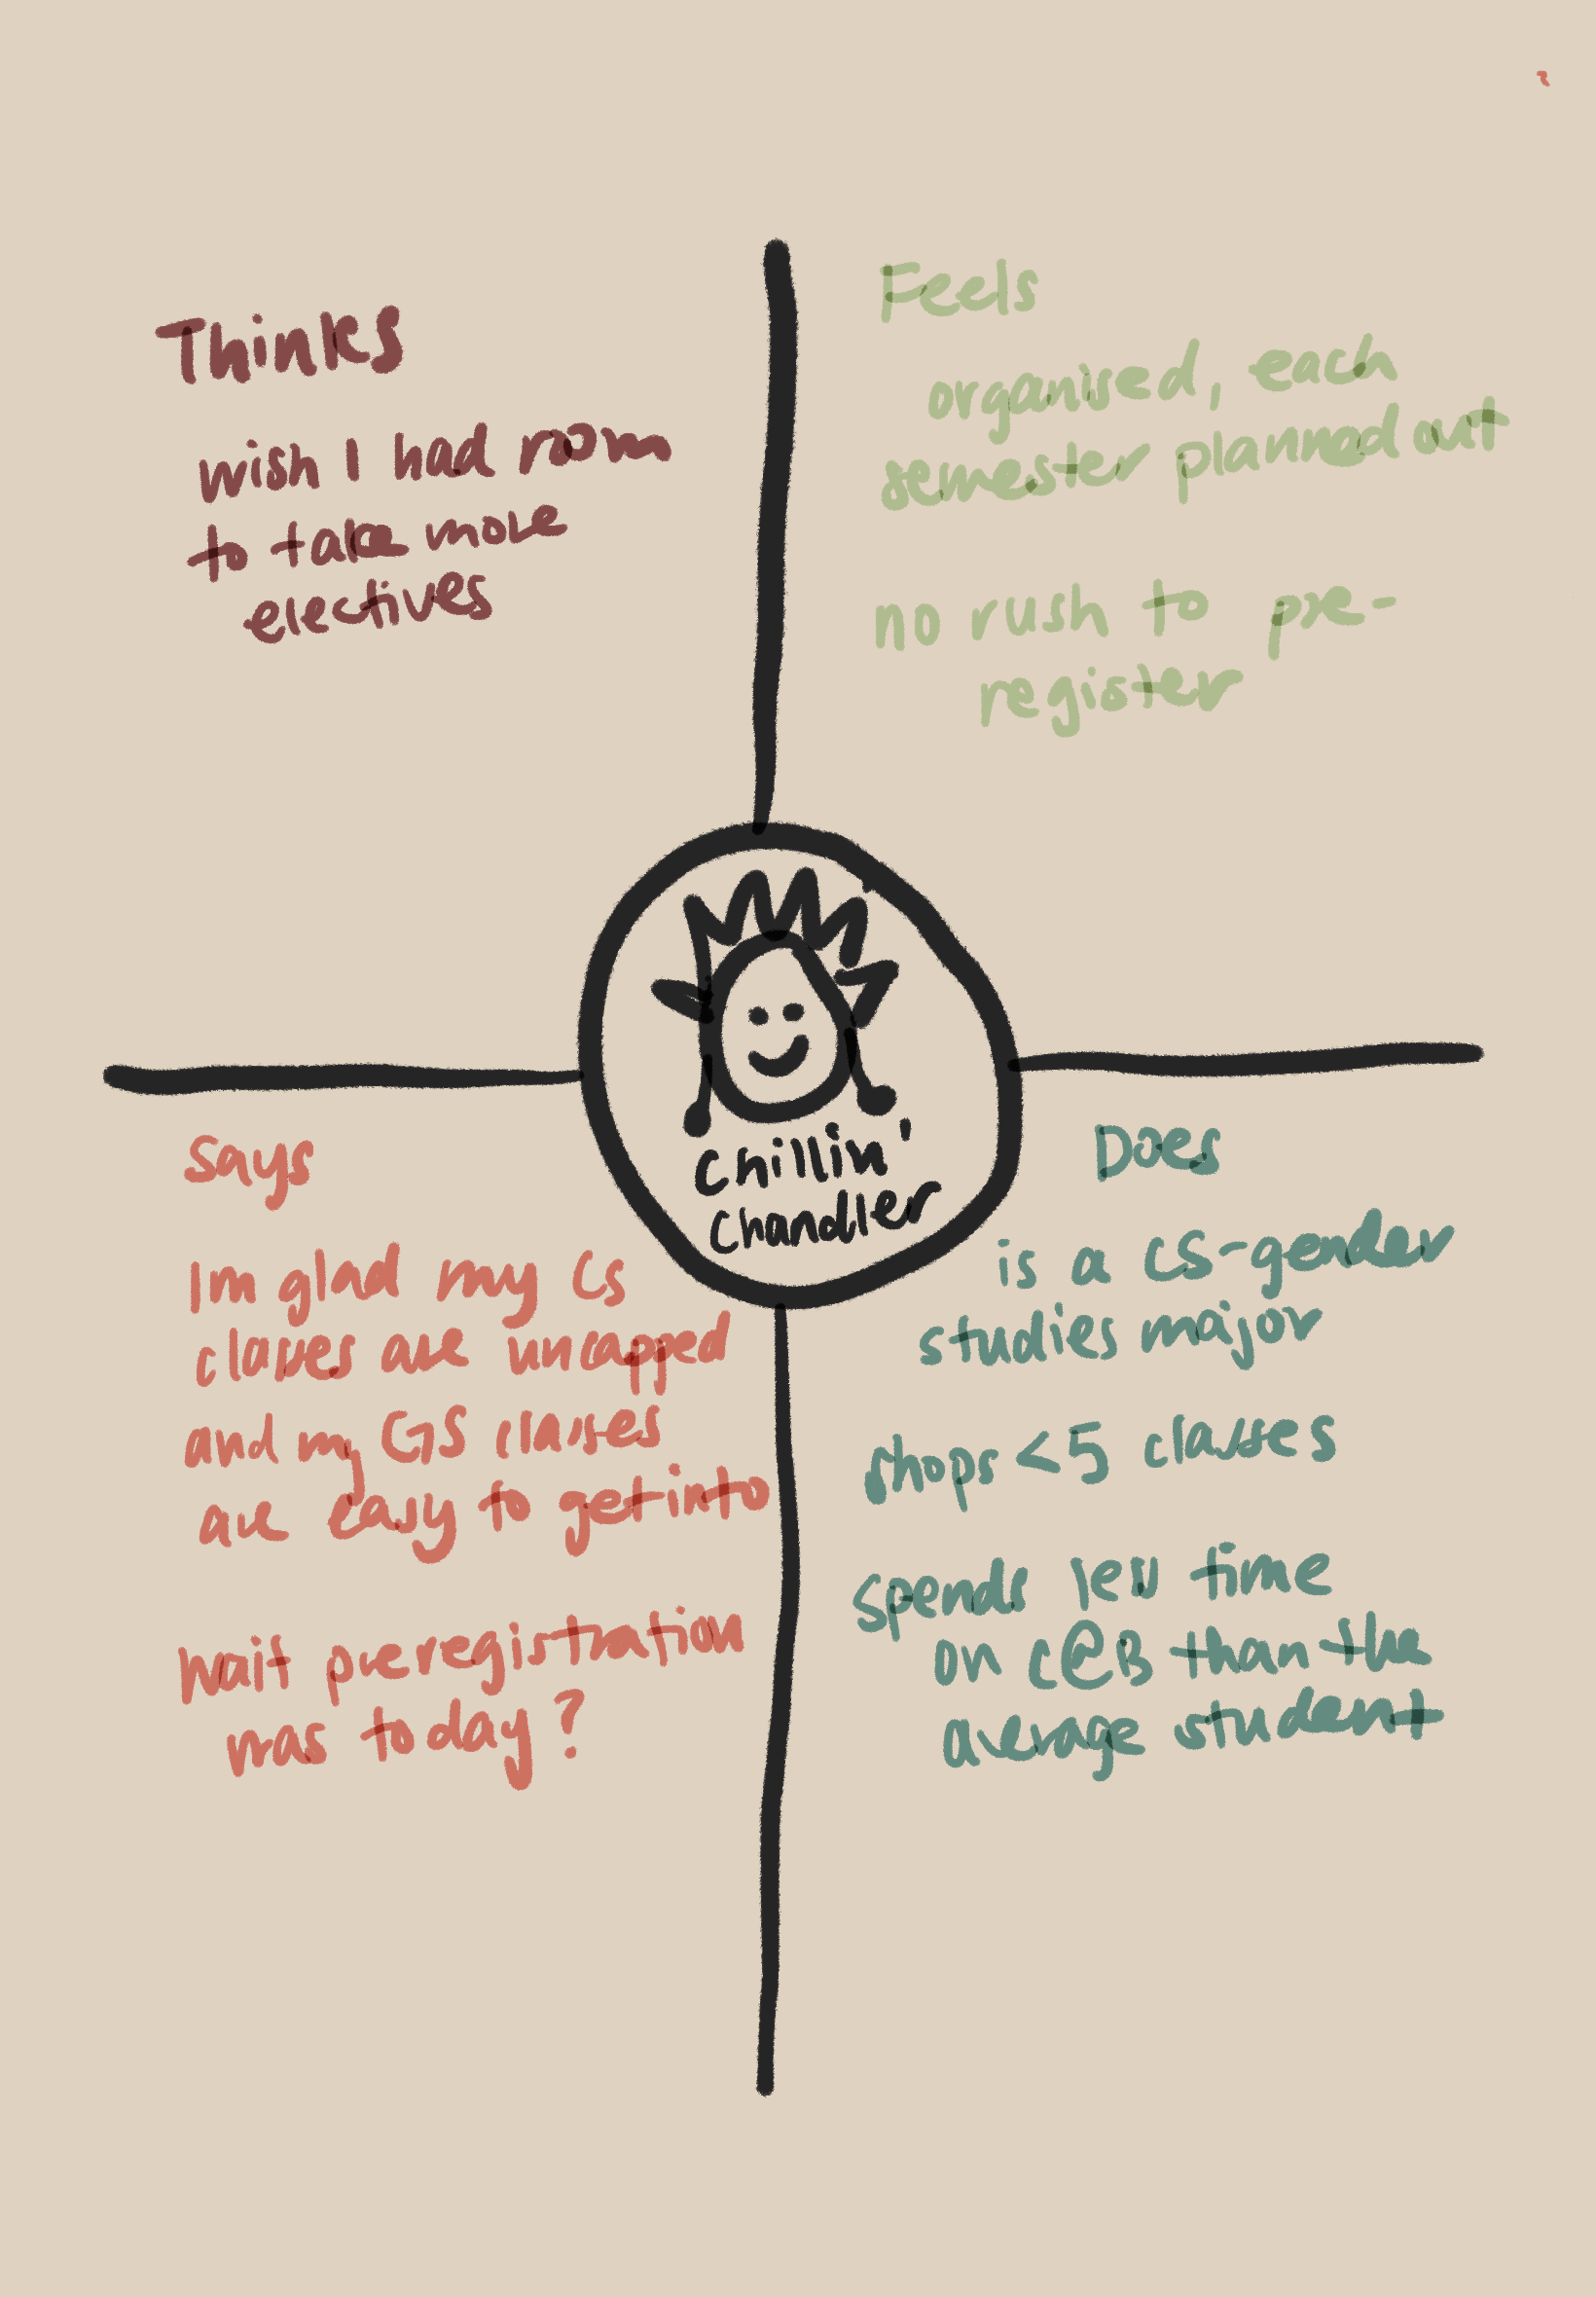 Thinks
wish I had room
to take more
electives
Feels
organised, each
semester planned out
no rush to pre-
register
Chillin'
Chandler
Says
Im glad my CS
classes are uncapped
and my GS classes
are easy to get into
Wait preregistration
was today?
Does
is a CS-gender
studies major
shops <5 classes
spends less time
on C@B than the
average student